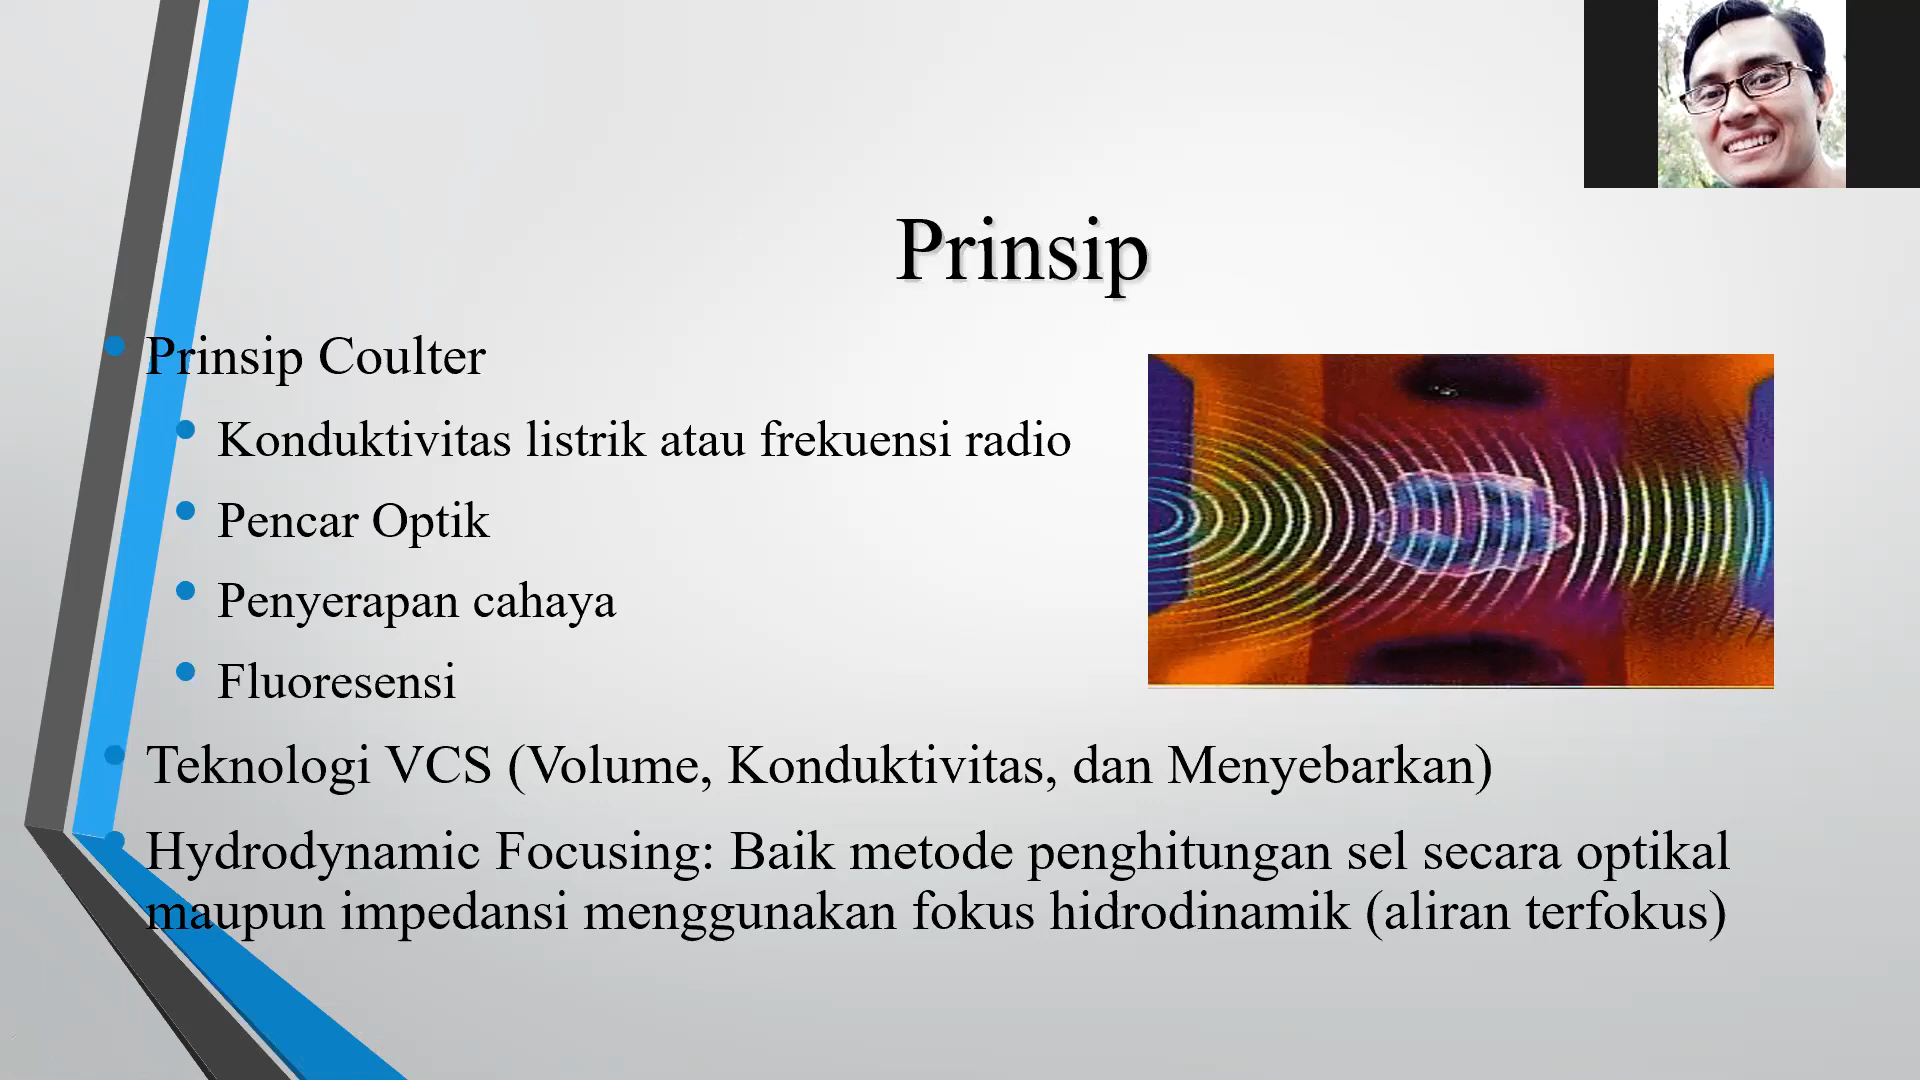 Prinsip
• Prinsip Coulter
• Konduktivitas listrik atau frekuensi radio
• Pencar Optik
• Penyerapan cahaya
• Fluoresensi
• Teknologi VCS (Volume, Konduktivitas, dan Menyebarkan)
• Hydrodynamic Focusing: Baik metode penghitungan sel secara optikal
maupun impedansi menggunakan fokus hidrodinamik (aliran terfokus)